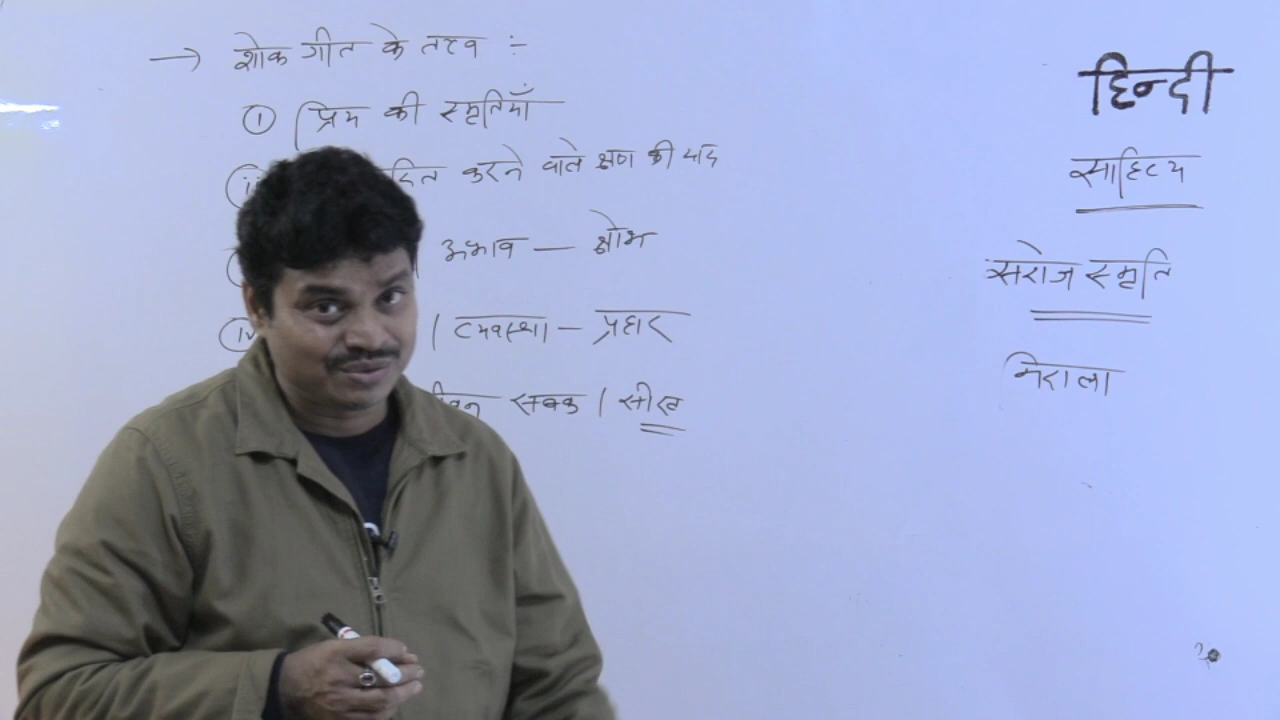 → शोक गीत के तत्व :-
① प्रिय की स्मृतियाँ
करने वाले क्षण की याद
अभाव — क्षोभ
| व्यवस्था — प्रहार
सबक / सीख
हिन्दी
साहित्य
सरोज स्मृति
निराला